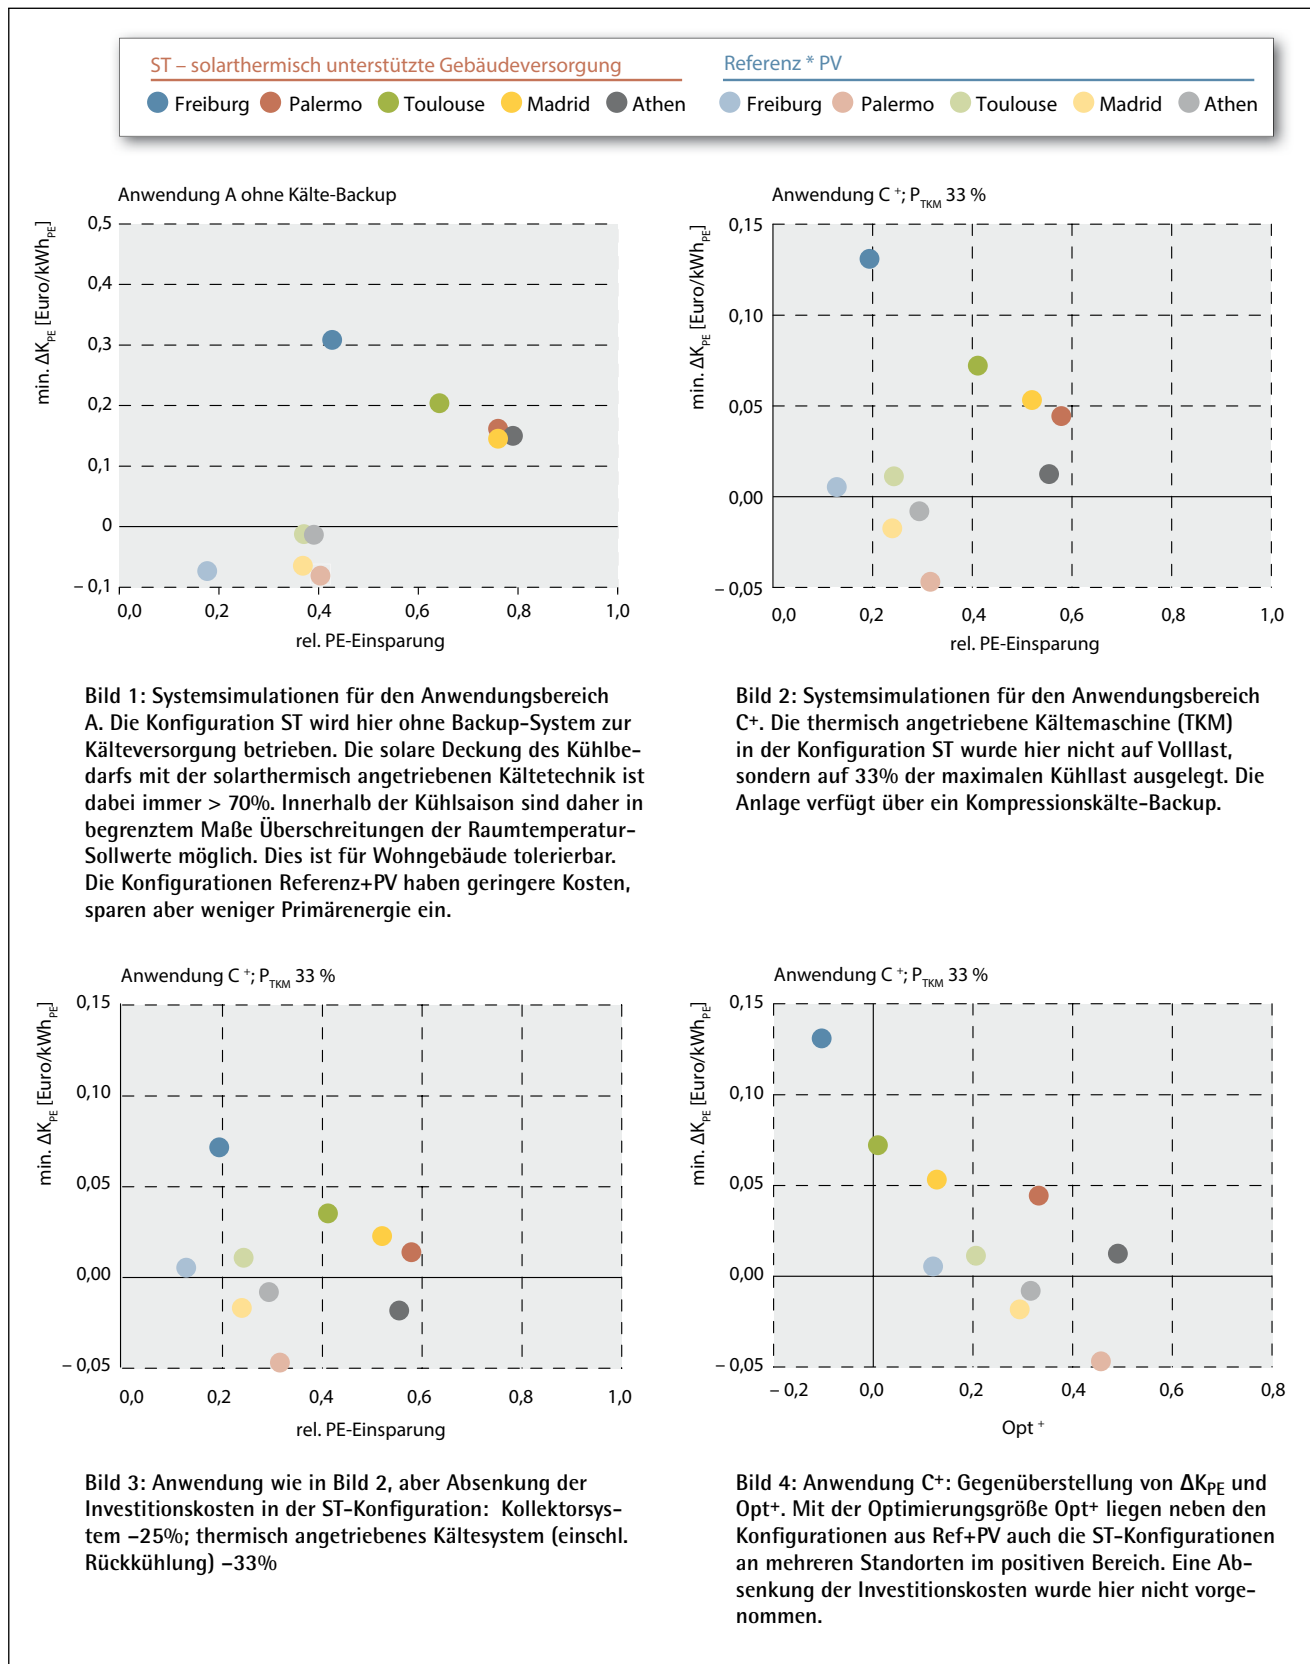 ST – solarthermisch unterstützte Gebäudeversorgung
Referenz * PV
Freiburg Palermo Toulouse Madrid Athen
Freiburg Palermo Toulouse Madrid Athen
Anwendung A ohne Kälte-Backup
min. ΔK_PE [Euro/kWh_PE]
0,5
0,4
0,3
0,2
0,1
0
– 0,1
0,0 0,2 0,4 0,6 0,8 1,0
rel. PE-Einsparung
Bild 1: Systemsimulationen für den Anwendungsbereich
A. Die Konfiguration ST wird hier ohne Backup-System zur
Kälteversorgung betrieben. Die solare Deckung des Kühlbe-
darfs mit der solarthermisch angetriebenen Kältetechnik ist
dabei immer > 70%. Innerhalb der Kühlsaison sind daher in
begrenztem Maße Überschreitungen der Raumtemperatur-
Sollwerte möglich. Dies ist für Wohngebäude tolerierbar.
Die Konfigurationen Referenz+PV haben geringere Kosten,
sparen aber weniger Primärenergie ein.
Anwendung C⁺; P_TKM 33 %
min. ΔK_PE [Euro/kWh_PE]
0,15
0,10
0,05
0,00
– 0,05
0,0 0,2 0,4 0,6 0,8 1,0
rel. PE-Einsparung
Bild 2: Systemsimulationen für den Anwendungsbereich
C⁺. Die thermisch angetriebene Kältemaschine (TKM)
in der Konfiguration ST wurde hier nicht auf Volllast,
sondern auf 33% der maximalen Kühllast ausgelegt. Die
Anlage verfügt über ein Kompressionskälte-Backup.
Anwendung C⁺; P_TKM 33 %
min. ΔK_PE [Euro/kWh_PE]
0,15
0,10
0,05
0,00
– 0,05
0,0 0,2 0,4 0,6 0,8 1,0
rel. PE-Einsparung
Bild 3: Anwendung wie in Bild 2, aber Absenkung der
Investitionskosten in der ST-Konfiguration: Kollektorsys-
tem –25%; thermisch angetriebenes Kältesystem (einschl.
Rückkühlung) –33%
Anwendung C⁺; P_TKM 33 %
min. ΔK_PE [Euro/kWh_PE]
0,15
0,10
0,05
0,00
– 0,05
– 0,2 0,0 0,2 0,4 0,6 0,8
Opt ⁺
Bild 4: Anwendung C⁺: Gegenüberstellung von ΔK_PE und
Opt⁺. Mit der Optimierungsgröße Opt⁺ liegen neben den
Konfigurationen aus Ref+PV auch die ST-Konfigurationen
an mehreren Standorten im positiven Bereich. Eine Ab-
senkung der Investitionskosten wurde hier nicht vorge-
nommen.